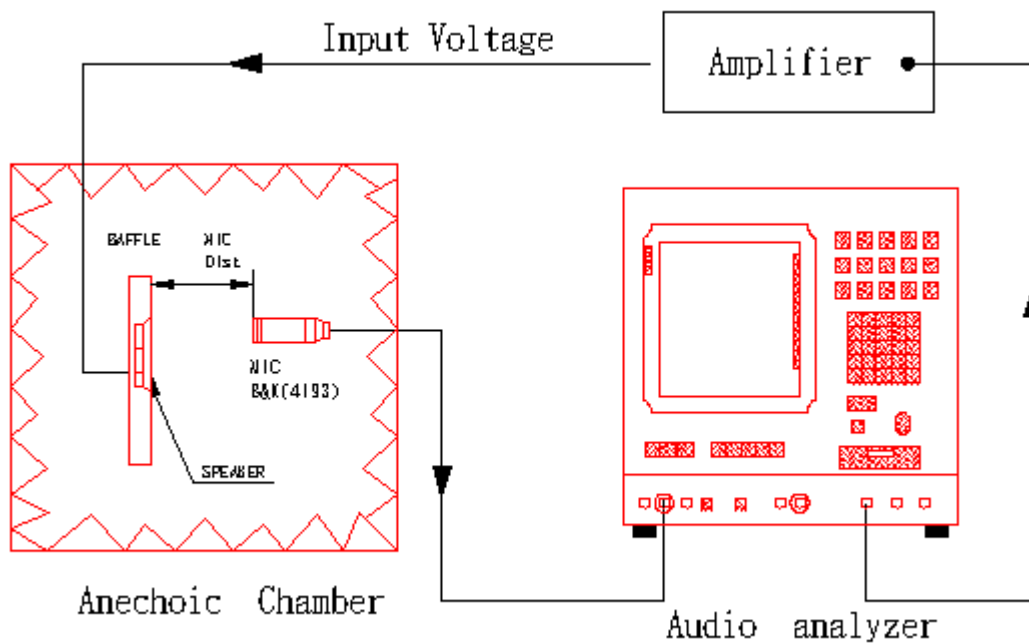 Input Voltage
Amplifier
BAFFLE
MIC
Dist
MIC
B&K(4193)
SPEAKER
Anechoic Chamber
Audio analyzer